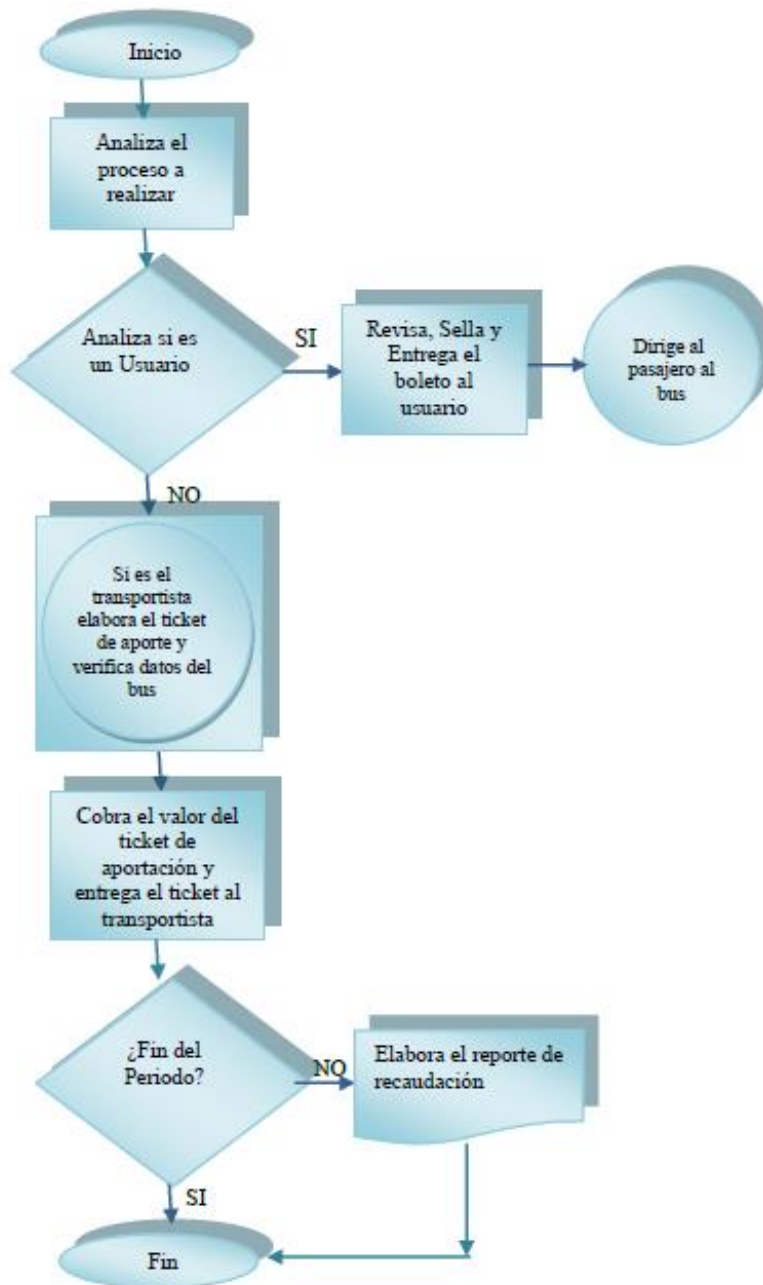 Inicio
Analiza el
proceso a
realizar
Analiza si es
un Usuario
SI
Revisa, Sella y
Entrega el
boleto al
usuario
Dirige al
pasajero al
bus
NO
Si es el
transportista
elabora el ticket
de aporte y
verifica datos del
bus
Cobra el valor del
ticket de
aportación y
entrega el ticket al
transportista
¿Fin del
Periodo?
NO
Elabora el reporte de
recaudación
SI
Fin